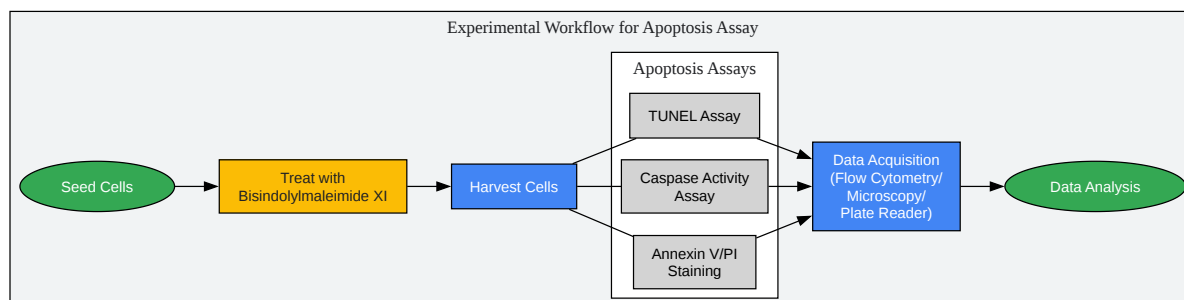 Experimental Workflow for Apoptosis Assay
Apoptosis Assays
Seed Cells
Treat with
Bisindolylmaleimide XI
Harvest Cells
TUNEL Assay
Caspase Activity
Assay
Annexin V/PI
Staining
Data Acquisition
(Flow Cytometry/
Microscopy/
Plate Reader)
Data Analysis